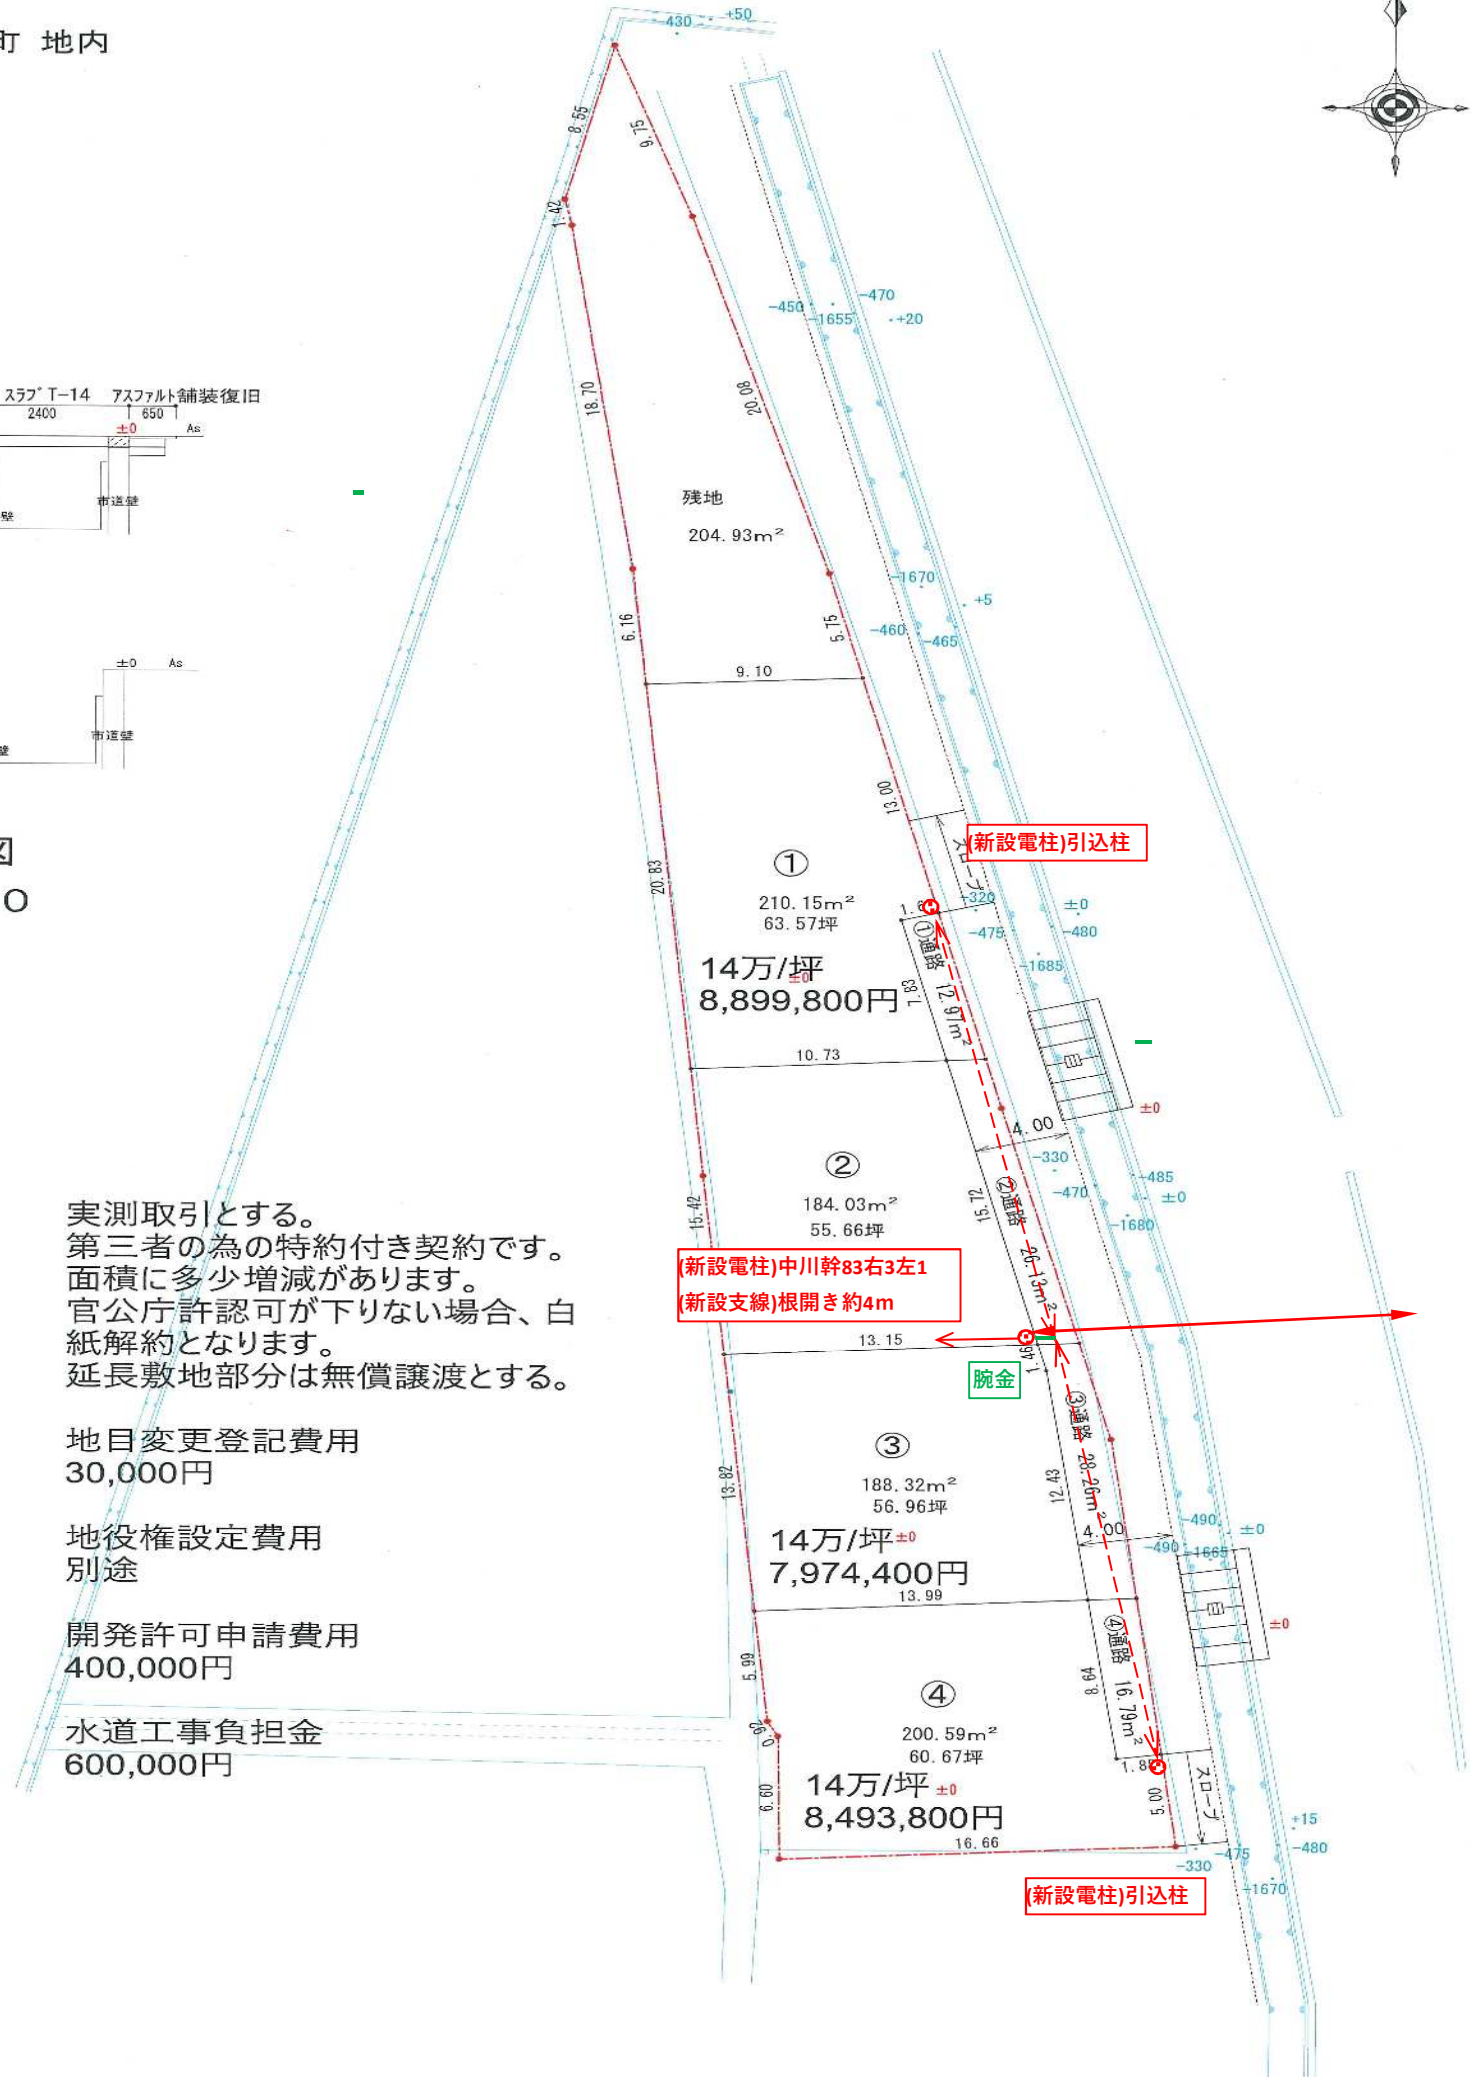 町 地内
-430
+50
8.55
9.75
1.42
-450
-1655
-470
+20
18.70
20.08
スラブ T-14 アスファルト舗装復旧
2400
650
±0
As
市道壁
壁
残地
204.93m²
-1670
+5
-460
-465
6.16
5.75
9.10
±0
As
市道壁
壁
13.00
(新設電柱)引込柱
スロープ
図
20.83
①
210.15m²
63.57坪
-320
±0
-475
-480
①通路 12.97m²
-1685
14万/坪
±0
8,899,800円
7.83
10.73
日
±0
4.00
②
184.03m²
55.66坪
-330
-470
-485
±0
-1680
15.42
15.72
②通路 26.13m²
実測取引とする。
第三者の為の特約付き契約です。
面積に多少増減があります。
官公庁許認可が下りない場合、白
紙解約となります。
延長敷地部分は無償譲渡とする。
(新設電柱)中川幹83右3左1
(新設支線)根開き約4m
13.15
1.46
腕金
地目変更登記費用
30,000円
③
188.32m²
56.96坪
13.82
12.43
③通路 28.26m²
4.00
-490
±0
-490
-1665
14万/坪
±0
7,974,400円
13.99
日
±0
地役権設定費用
別途
開発許可申請費用
400,000円
5.99
8.64
④通路 16.79m²
④
200.59m²
60.67坪
水道工事負担金
600,000円
0.92
6.60
14万/坪
±0
8,493,800円
16.66
5.00
スロープ
+15
-480
-475
-330
-1670
(新設電柱)引込柱